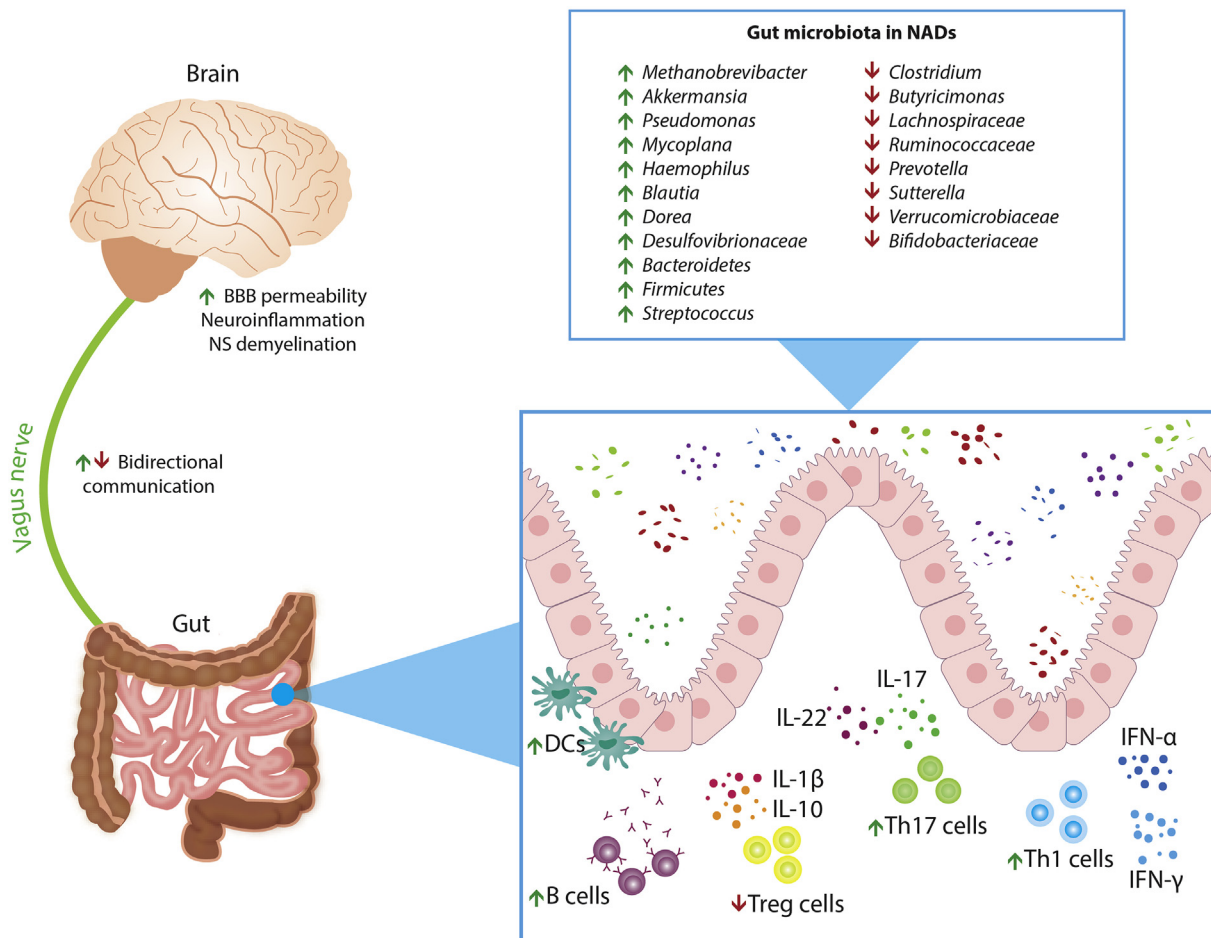 Brain
↑ BBB permeability
Neuroinflammation
NS demyelination
Vagus nerve
↑↓ Bidirectional
communication
Gut
Gut microbiota in NADs
↑ Methanobrevibacter
↑ Akkermansia
↑ Pseudomonas
↑ Mycoplana
↑ Haemophilus
↑ Blautia
↑ Dorea
↑ Desulfovibrionaceae
↑ Bacteroidetes
↑ Firmicutes
↑ Streptococcus
↓ Clostridium
↓ Butyricimonas
↓ Lachnospiraceae
↓ Ruminococcaceae
↓ Prevotella
↓ Sutterella
↓ Verrucomicrobiaceae
↓ Bifidobacteriaceae
↑DCs
↑B cells
IL-1β
IL-10
↓Treg cells
IL-22
IL-17
↑Th17 cells
↑Th1 cells
IFN-α
IFN-γ